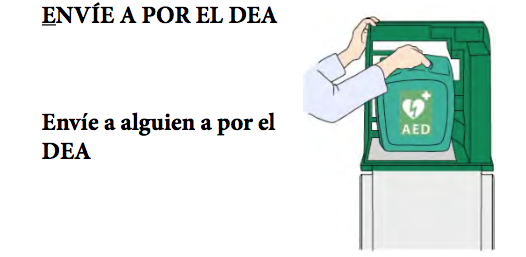 ENVÍE A POR EL DEA
Envíe a alguien a por el
DEA
AED